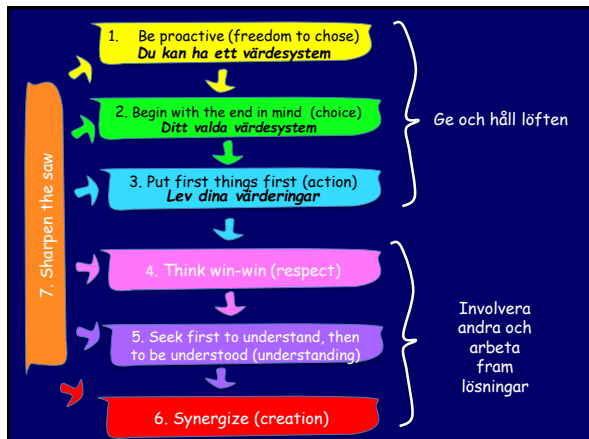 1. Be proactive (freedom to chose)
Du kan ha ett värdesystem
2. Begin with the end in mind (choice)
Ditt valda värdesystem
3. Put first things first (action)
Lev dina värderingar
Ge och håll löften
7. Sharpen the saw
4. Think win-win (respect)
5. Seek first to understand, then
to be understood (understanding)
6. Synergize (creation)
Involvera
andra och
arbeta
fram
lösningar